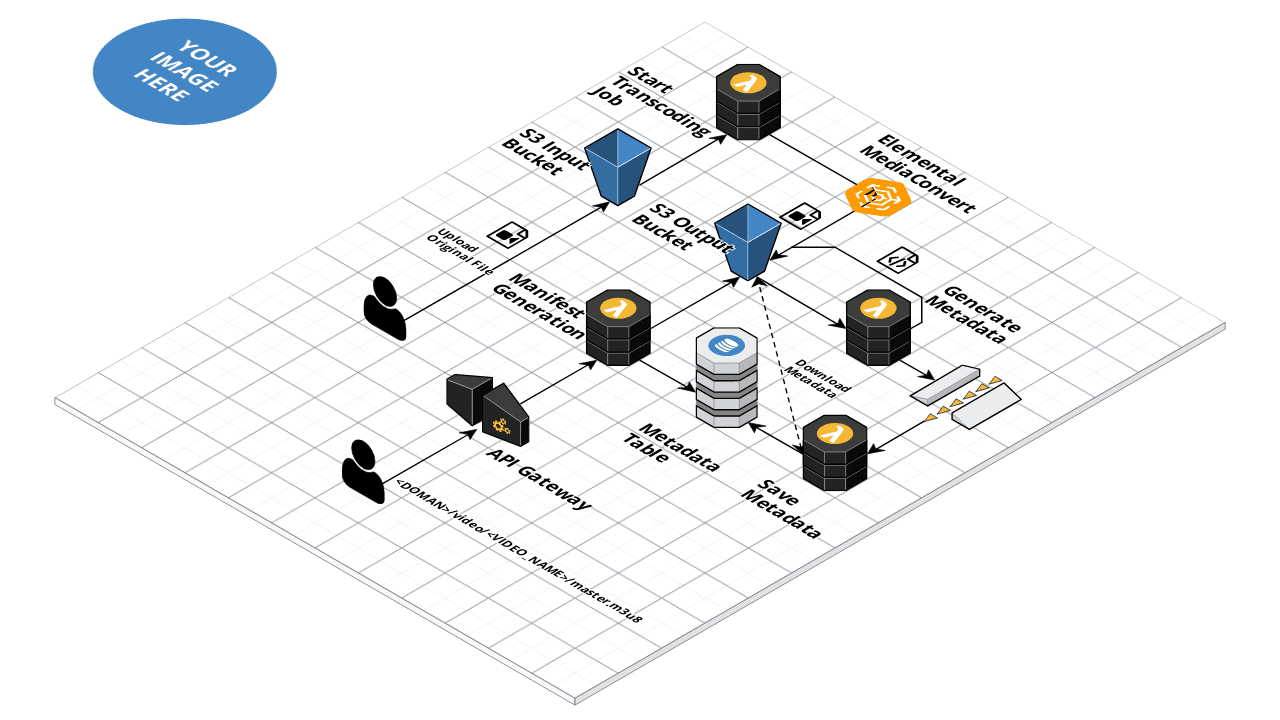 YOUR
IMAGE
HERE
Start
Transcoding
Job
S3 Input
Bucket
Elemental
MediaConvert
E
S3 Output
Bucket
Upload
Original File
Manifest
Generation
Generate
Metadata
Download
Metadata
Metadata
Table
API Gateway
Save
Metadata
<DOMAN>/video/<VIDEO_NAME>/master.m3u8